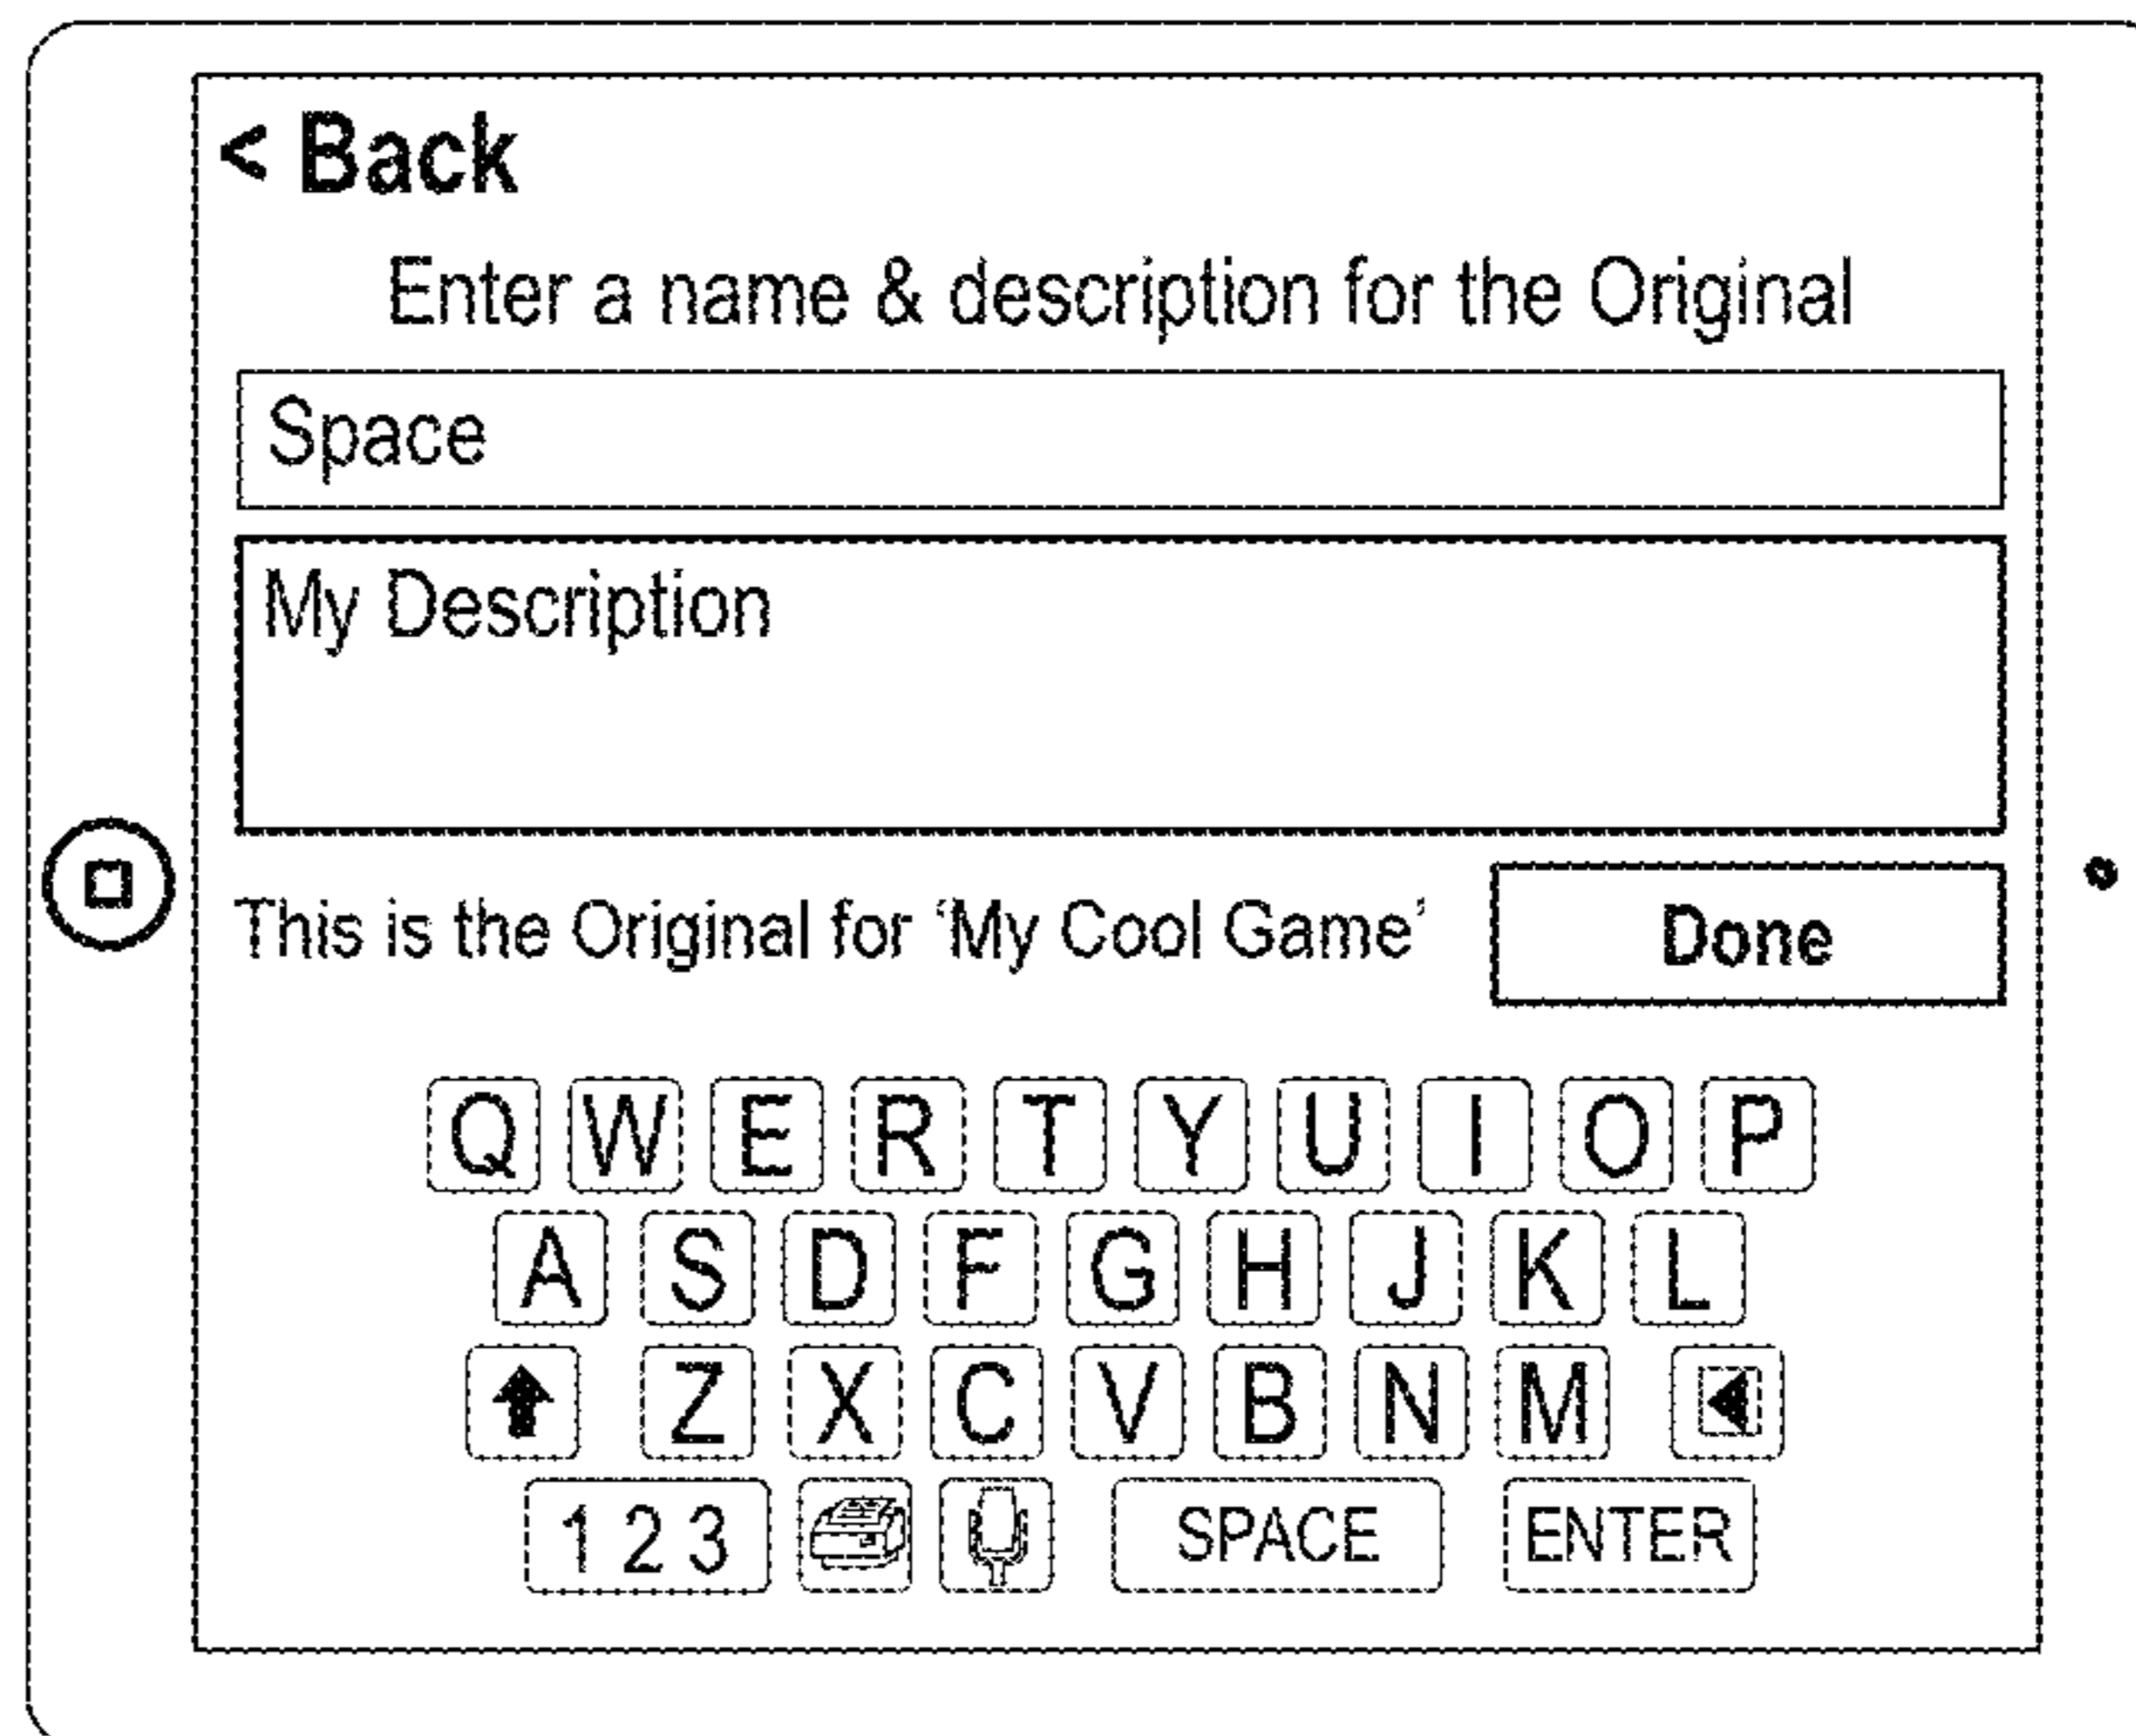 < Back
Enter a name & description for the Original
Space
My Description
This is the Original for ‘My Cool Game’
Done
Q W E R T Y U I O P
A S D F G H J K L
Z X C V B N M
1 2 3 SPACE ENTER